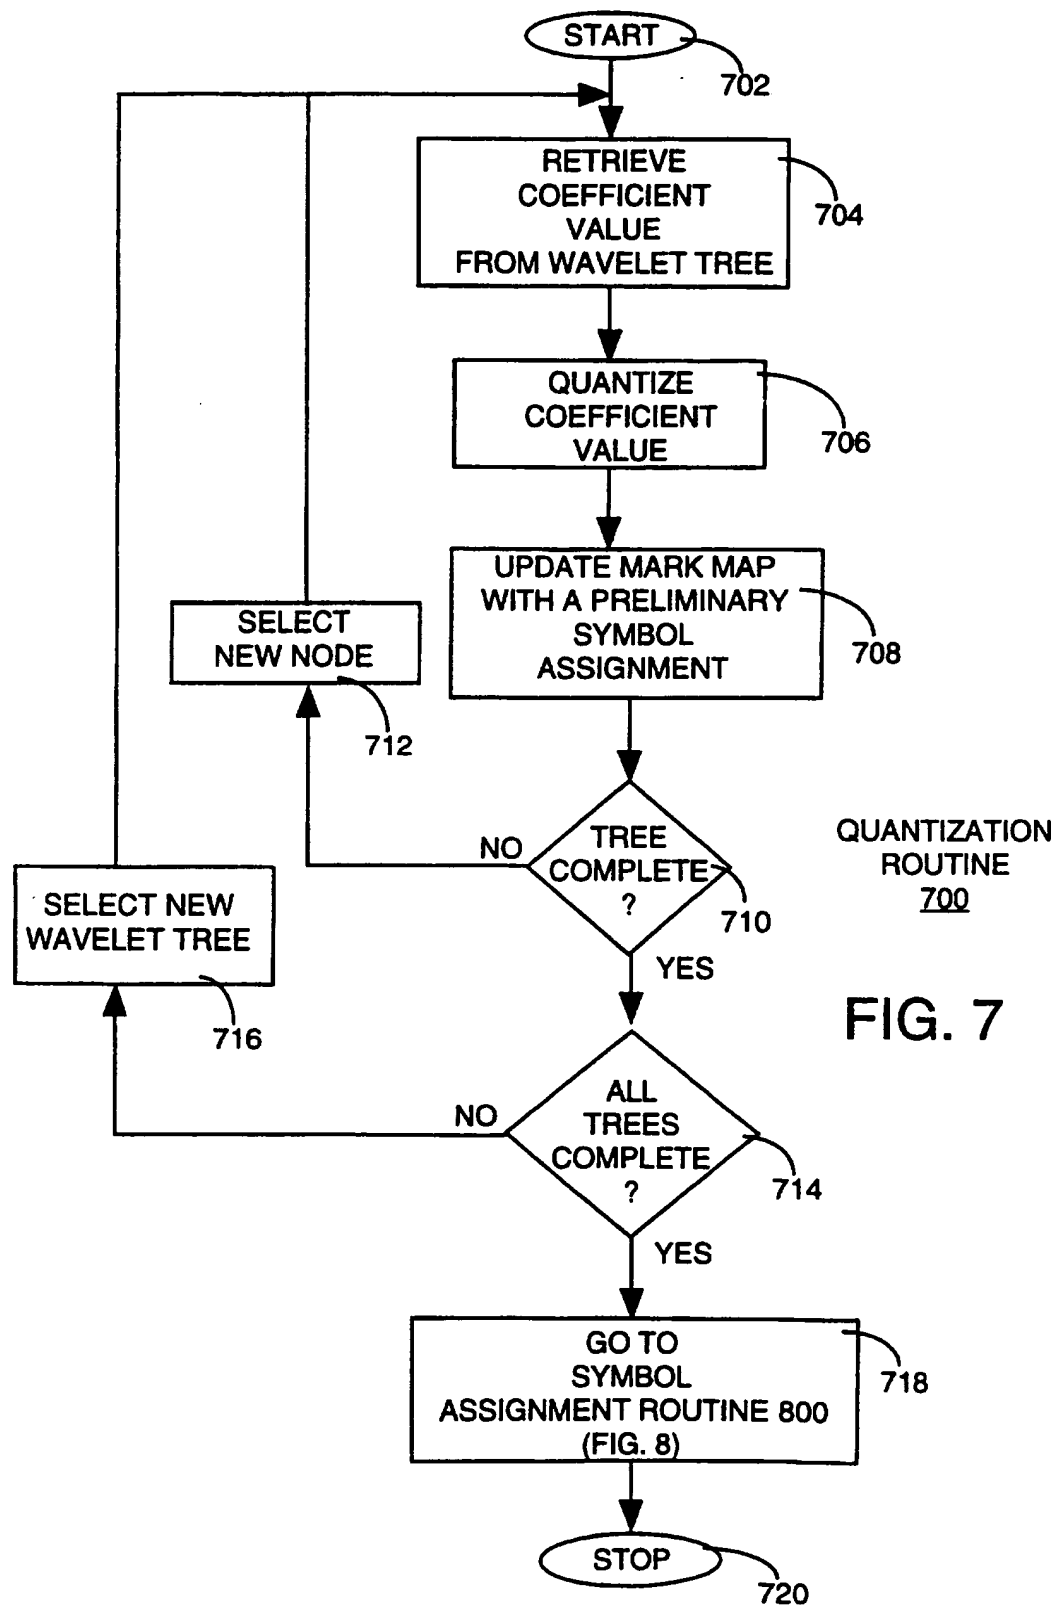 START
702
RETRIEVE
COEFFICIENT
VALUE
FROM WAVELET TREE
704
QUANTIZE
COEFFICIENT
VALUE
706
UPDATE MARK MAP
WITH A PRELIMINARY
SYMBOL
ASSIGNMENT
708
SELECT
NEW NODE
712
TREE
COMPLETE
?
710
NO
YES
QUANTIZATION
ROUTINE
700
SELECT NEW
WAVELET TREE
716
FIG. 7
ALL
TREES
COMPLETE
?
714
NO
YES
GO TO
SYMBOL
ASSIGNMENT ROUTINE 800
(FIG. 8)
718
STOP
720